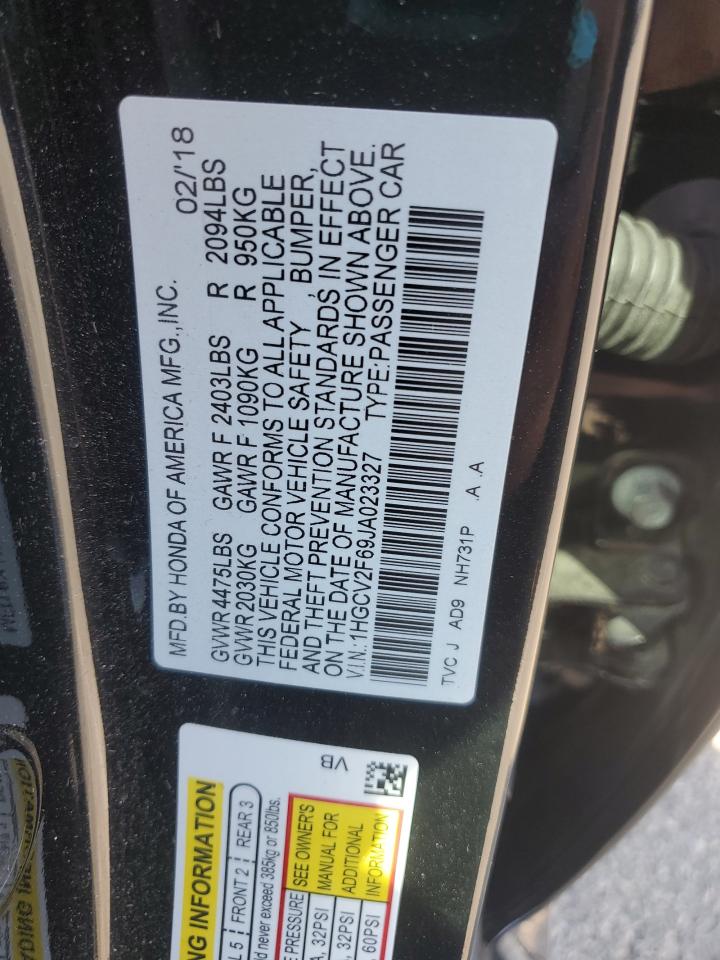 MFD.BY HONDA OF AMERICA MFG.,INC. 02/'18
GVWR 4475LBS GAWR F 2403LBS R 2094LBS
GVWR2030KG GAWR F 1090KG R 950KG
THIS VEHICLE CONFORMS TO ALL APPLICABLE
FEDERAL MOTOR VEHICLE SAFETY , BUMPER,
AND THEFT PREVENTION STANDARDS IN EFFECT
ON THE DATE OF MANUFACTURE SHOWN ABOVE.
V.I.N.: 1HGCV2F69JA023327 TYPE:PASSENGER CAR
TVC J AD9 NH731P .A .A
VB
INFORMATION
5 FRONT 2 REAR 3
never exceed 385kg or 850lbs.
PRESSURE SEE OWNER'S
32PSI MANUAL FOR
32PSI ADDITIONAL
60PSI INFORMATION